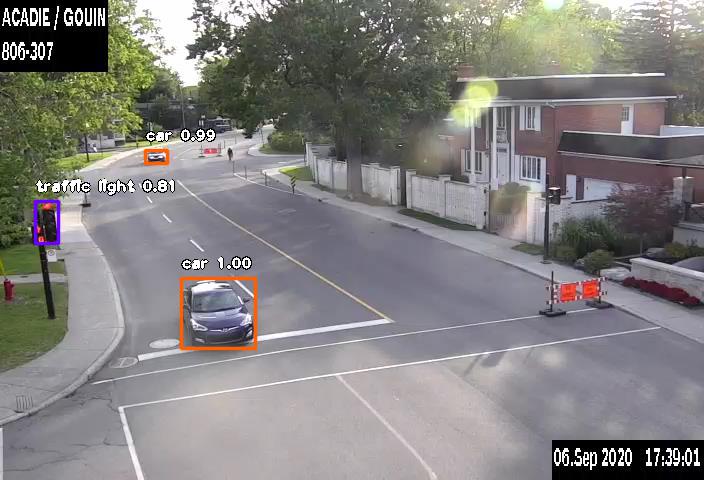 ACADIE / GOUIN
806-307
car 0.99
traffic light 0.81
car 1.00
06.Sep 2020 17:39:01